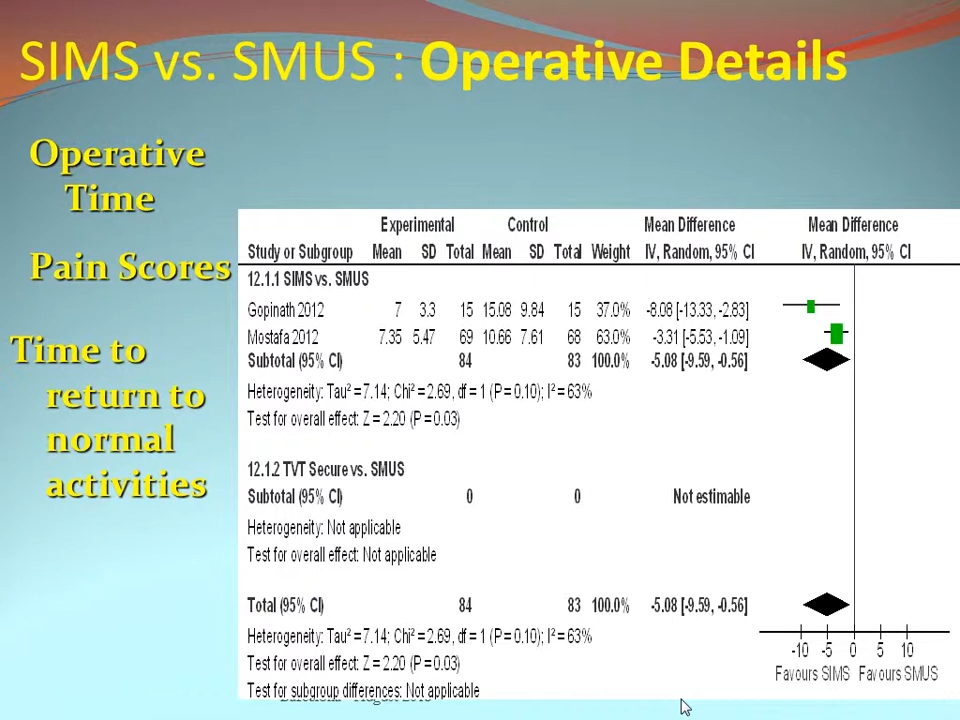 SIMS vs. SMUS : Operative Details
Operative
Time
Pain Scores
Time to
return to
normal
activities
Experimental Control Mean Difference Mean Difference
Study or Subgroup Mean SD Total Mean SD Total Weight IV, Random, 95% CI IV, Random, 95% CI
12.1.1 SIMS vs. SMUS
Gopinath 2012 7 3.3 15 15.08 9.84 15 37.0% -8.08 [-13.33, -2.83]
Mostafa 2012 7.35 5.47 69 10.66 7.61 68 63.0% -3.31 [-5.53, -1.09]
Subtotal (95% CI) 84 83 100.0% -5.08 [-9.59, -0.56]
Heterogeneity: Tau² = 7.14; Chi² = 2.69, df = 1 (P = 0.10); I² = 63%
Test for overall effect: Z = 2.20 (P = 0.03)
12.1.2 TVT Secure vs. SMUS
Subtotal (95% CI) 0 0 Not estimable
Heterogeneity: Not applicable
Test for overall effect: Not applicable
Total (95% CI) 84 83 100.0% -5.08 [-9.59, -0.56]
Heterogeneity: Tau² = 7.14; Chi² = 2.69, df = 1 (P = 0.10); I² = 63%
Test for overall effect: Z = 2.20 (P = 0.03)
Test for subgroup differences: Not applicable
-10 -5 0 5 10
Favours SIMS Favours SMUS